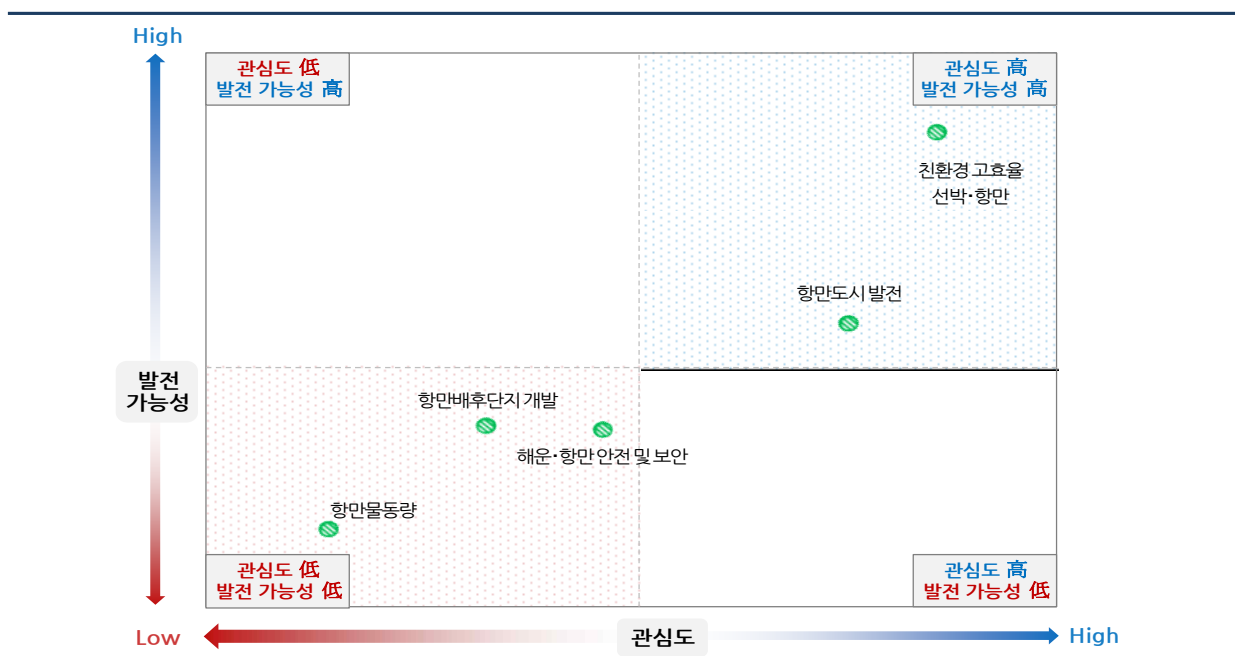 High
관심도 低
발전 가능성 高
관심도 高
발전 가능성 高
친환경 고효율
선박·항만
항만도시 발전
발전
가능성
항만배후단지 개발
해운·항만 안전 및 보안
항만물동량
관심도 低
발전 가능성 低
관심도 高
발전 가능성 低
Low
관심도
High